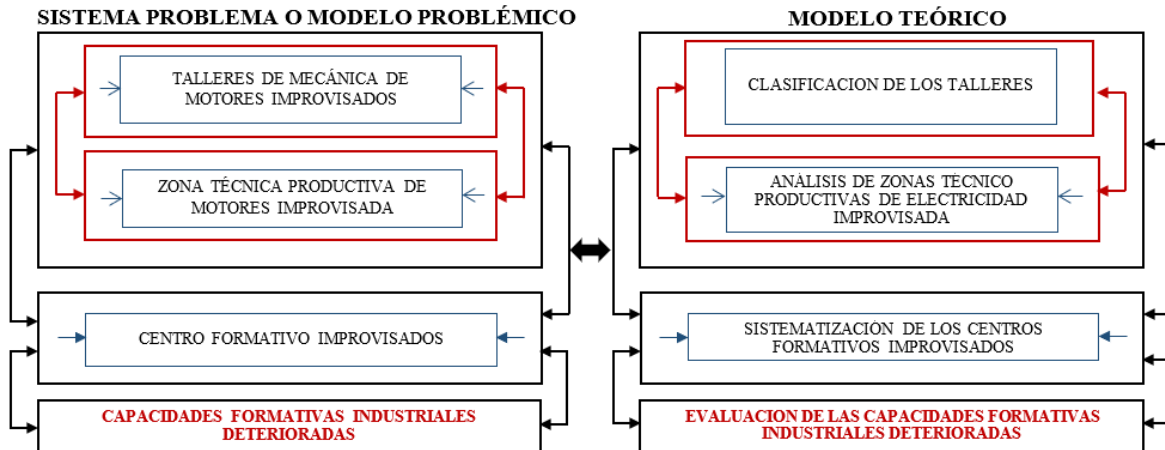 SISTEMA PROBLEMA O MODELO PROBLÉMICO
TALLERES DE MECÁNICA DE
MOTORES IMPROVISADOS
ZONA TÉCNICA PRODUCTIVA DE
MOTORES IMPROVISADA
CENTRO FORMATIVO IMPROVISADOS
CAPACIDADES FORMATIVAS INDUSTRIALES
DETERIORADAS
MODELO TEÓRICO
CLASIFICACION DE LOS TALLERES
ANÁLISIS DE ZONAS TÉCNICO
PRODUCTIVAS DE ELECTRICIDAD
IMPROVISADA
SISTEMATIZACIÓN DE LOS CENTROS
FORMATIVOS IMPROVISADOS
EVALUACION DE LAS CAPACIDADES FORMATIVAS
INDUSTRIALES DETERIORADAS